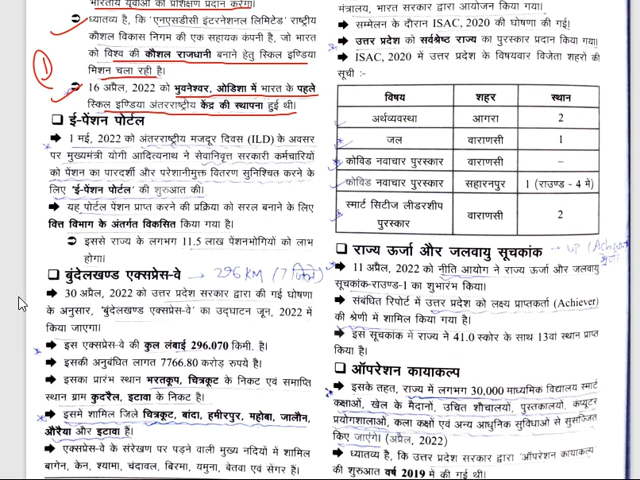 भारतीय युवाओं को प्रशिक्षण प्रदान करेगा।
ध्यातव्य है, कि 'एनएसडीसी इंटरनेशनल लिमिटेड' राष्ट्रीय
कौशल विकास निगम की एक सहायक कंपनी है, जो भारत
को विश्व की कौशल राजधानी बनाने हेतु स्किल इण्डिया
मिशन चला रही है।
1
16 अप्रैल, 2022 को भुवनेश्वर, ओडिशा में भारत के पहले
स्किल इण्डिया अंतरराष्ट्रीय केंद्र की स्थापना हुई थी।
ई-पेंशन पोर्टल
1 मई, 2022 को अंतरराष्ट्रीय मजदूर दिवस (ILD) के अवसर
पर मुख्यमंत्री योगी आदित्यनाथ ने सेवानिवृत्त सरकारी कर्मचारियों
को पेंशन का पारदर्शी और परेशानीमुक्त वितरण सुनिश्चित करने के
लिए 'ई-पेंशन पोर्टल' की शुरुआत की।
यह पोर्टल पेंशन प्राप्त करने की प्रक्रिया को सरल बनाने के लिए
वित्त विभाग के अंतर्गत विकसित किया गया है।
इससे राज्य के लगभग 11.5 लाख पेंशनभोगियों को लाभ
होगा।
बुंदेलखण्ड एक्सप्रेस-वे → 296 KM (7 जिले)
30 अप्रैल, 2022 को उत्तर प्रदेश सरकार द्वारा की गई घोषणा
के अनुसार, 'बुंदेलखण्ड एक्सप्रेस-वे' का उद्घाटन जून, 2022 में
किया जाएगा।
इस एक्सप्रेस-वे की कुल लंबाई 296.070 किमी. है।
इसकी अनुबंधित लागत 7766.80 करोड़ रुपये है।
इसका प्रारंभ स्थान भरतकूप, चित्रकूट के निकट एवं समाप्ति
स्थान ग्राम कुदरैल, इटावा के निकट है।
इसमें शामिल जिले चित्रकूट, बांदा, हमीरपुर, महोबा, जालौन,
औरैया और इटावा है।
एक्सप्रेस-वे के संरेखण पर पड़ने वाली मुख्य नदियों में शामिल
बागेन, केन, श्यामा, चंदावल, बिरमा, यमुना, बेतवा एवं सेंगर है।
मंत्रालय, भारत सरकार द्वारा आयोजन किया गया।
सम्मेलन के दौरान ISAC, 2020 की घोषणा की गई।
उत्तर प्रदेश को सर्वश्रेष्ठ राज्य का पुरस्कार प्रदान किया गया।
ISAC, 2020 में उत्तर प्रदेश के विषयवार विजेता शहरों की
सूची :-
विषय शहर स्थान
अर्थव्यवस्था आगरा 2
जल वाराणसी 1
कोविड नवाचार पुरस्कार वाराणसी –
कोविड नवाचार पुरस्कार सहारनपुर 1 (राउण्ड - 4 में)
स्मार्ट सिटीज लीडरशीप
पुरस्कार वाराणसी 2
राज्य ऊर्जा और जलवायु सूचकांक → UP
11 अप्रैल, 2022 को नीति आयोग ने राज्य ऊर्जा और जलवायु
सूचकांक-राउण्ड-1 का शुभारंभ किया।
संबंधित रिपोर्ट में उत्तर प्रदेश को लक्ष्य प्राप्तकर्ता (Achiever)
की श्रेणी में शामिल किया गया है।
इस सूचकांक में राज्य ने 41.0 स्कोर के साथ 13वां स्थान प्राप्त
किया है।
ऑपरेशन कायाकल्प
इसके तहत, राज्य में लगभग 30,000 माध्यमिक विद्यालय स्मार्ट
कक्षाओं, खेल के मैदानों, उचित शौचालयो, पुस्तकालयो, कंप्यूटर
प्रयोगशालाओं, कला कक्षों एवं अन्य आधुनिक सुविधाओं से सुसज्जित
किए जाएंगे। (अप्रैल, 2022)
ध्यातव्य है, कि उत्तर प्रदेश सरकार द्वारा 'ऑपरेशन कायाकल्प'
की शुरुआत वर्ष 2019 में की गई थी।